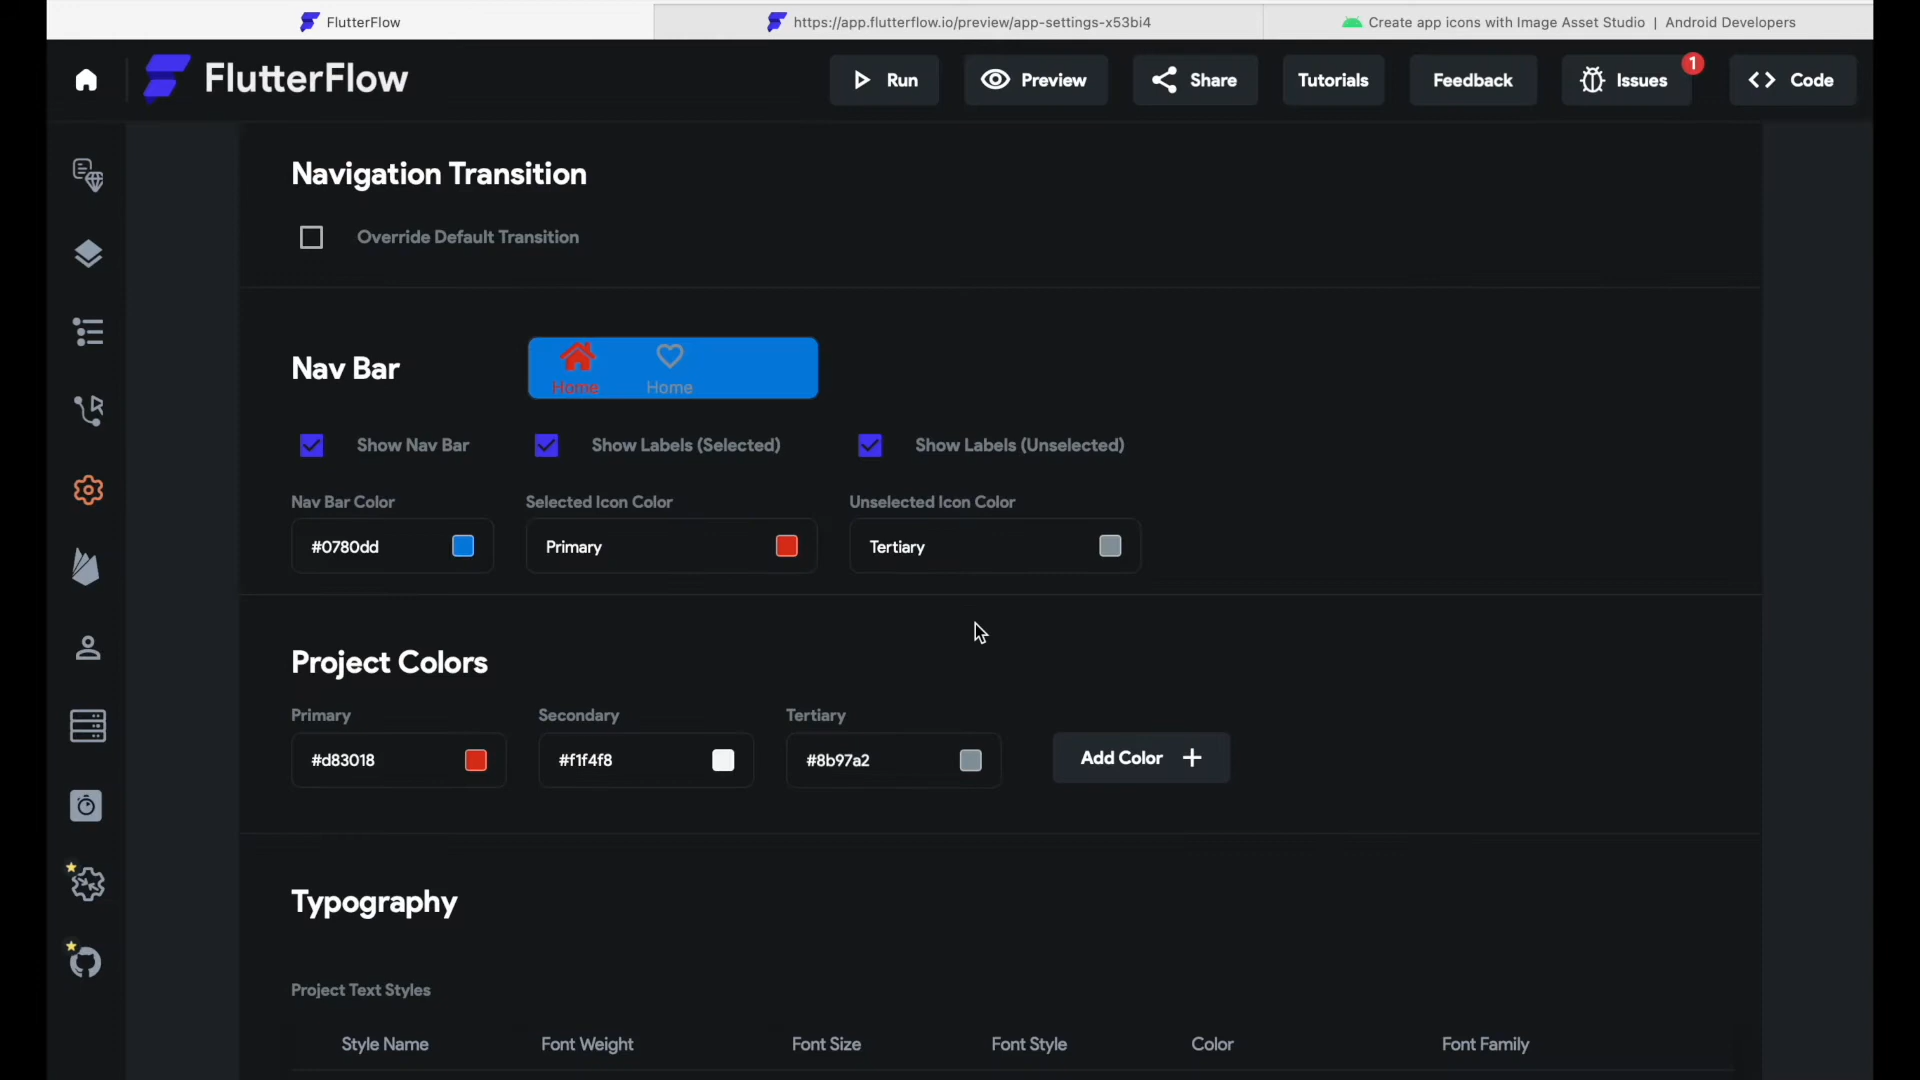 FlutterFlow
https://app.flutterflow.io/preview/app-settings-x53bi4
Create app icons with Image Asset Studio | Android Developers
FlutterFlow
Run
Preview
Share
Tutorials
Feedback
Issues
1
Code
Navigation Transition
Override Default Transition
Nav Bar
Home
Home
Show Nav Bar
Show Labels (Selected)
Show Labels (Unselected)
Nav Bar Color
Selected Icon Color
Unselected Icon Color
#0780dd
Primary
Tertiary
Project Colors
Primary
Secondary
Tertiary
#d83018
#f1f4f8
#8b97a2
Add Color
Typography
Project Text Styles
Style Name
Font Weight
Font Size
Font Style
Color
Font Family